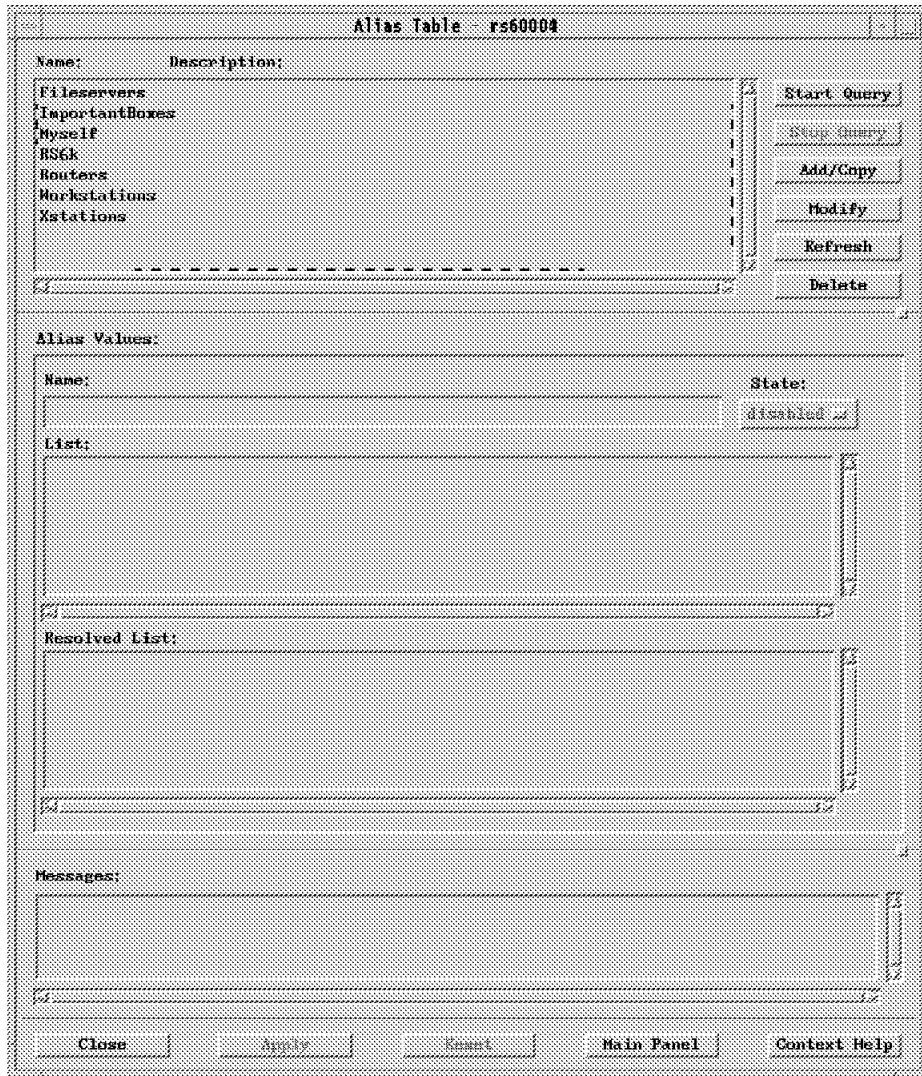 Alias Table - rs60004
Name: Description:
Fileservers
ImportantBoxes
Myself
RS6k
Routers
Workstations
Xstations
Start Query
Stop Query
Add/Copy
Modify
Refresh
Delete
Alias Values:
Name:
State:
disabled
List:
Resolved List:
Messages:
Close Apply Reset Main Panel Context Help